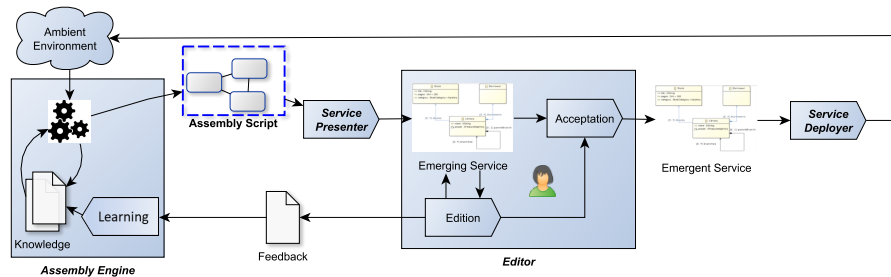 Ambient
Environment
Assembly Script
Service
Presenter
Emerging Service
Acceptation
Emergent Service
Service
Deployer
Edition
Learning
Knowledge
Feedback
Assembly Engine
Editor